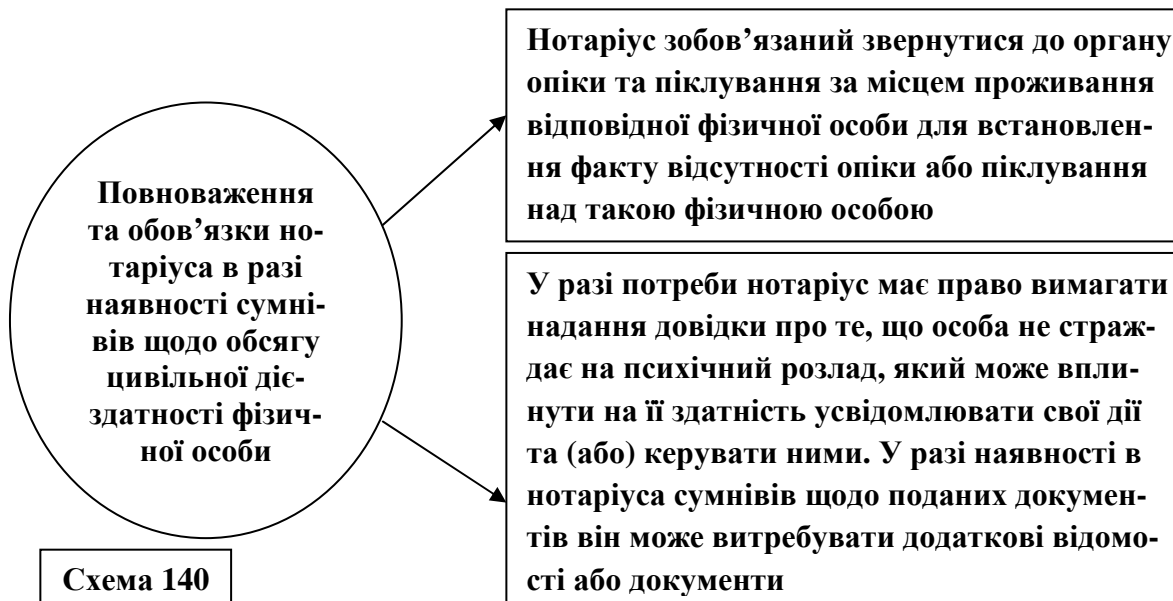 Повноваження
та обов’язки но-
таріуса в разі
наявності сумні-
вів щодо обсягу
цивільної діє-
здатності фізич-
ної особи
Нотаріус зобов’язаний звернутися до органу
опіки та піклування за місцем проживання
відповідної фізичної особи для встановлен-
ня факту відсутності опіки або піклування
над такою фізичною особою
У разі потреби нотаріус має право вимагати
надання довідки про те, що особа не страж-
дає на психічний розлад, який може впли-
нути на її здатність усвідомлювати свої дії
та (або) керувати ними. У разі наявності в
нотаріуса сумнівів щодо поданих докумен-
тів він може витребувати додаткові відомо-
сті або документи
Схема 140